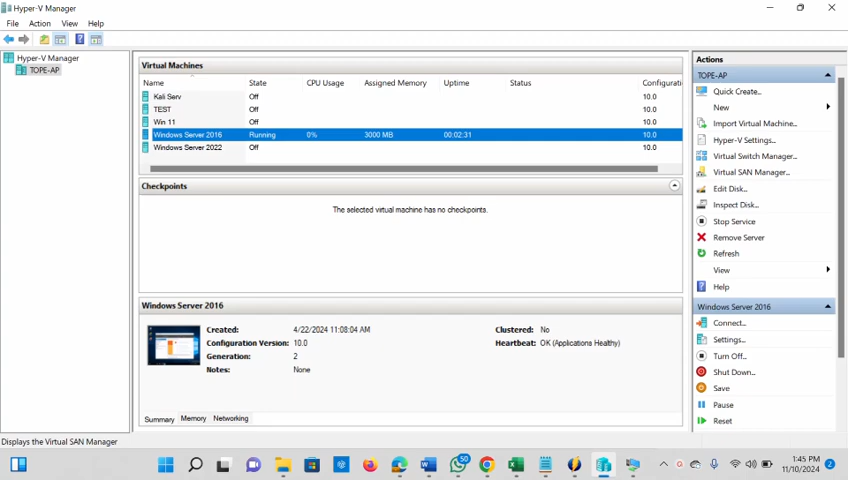 Hyper-V Manager
File Action View Help
Hyper-V Manager
TOPE-AP
Virtual Machines
Name State CPU Usage Assigned Memory Uptime Status Configurati
Kali Serv Off 10.0
TEST Off 10.0
Win 11 Off 10.0
Windows Server 2016 Running 0% 3000 MB 00:02:31 10.0
Windows Server 2022 Off 10.0
Checkpoints
The selected virtual machine has no checkpoints.
Windows Server 2016
Created: 4/22/2024 11:08:04 AM Clustered: No
Configuration Version: 10.0 Heartbeat: OK (Applications Healthy)
Generation: 2
Notes: None
Summary Memory Networking
Actions
TOPE-AP
Quick Create...
New
Import Virtual Machine...
Hyper-V Settings...
Virtual Switch Manager...
Virtual SAN Manager...
Edit Disk...
Inspect Disk...
Stop Service
Remove Server
Refresh
View
Help
Windows Server 2016
Connect...
Settings...
Turn Off...
Shut Down...
Save
Pause
Reset
Displays the Virtual SAN Manager
50
1:45 PM
11/10/2024
2